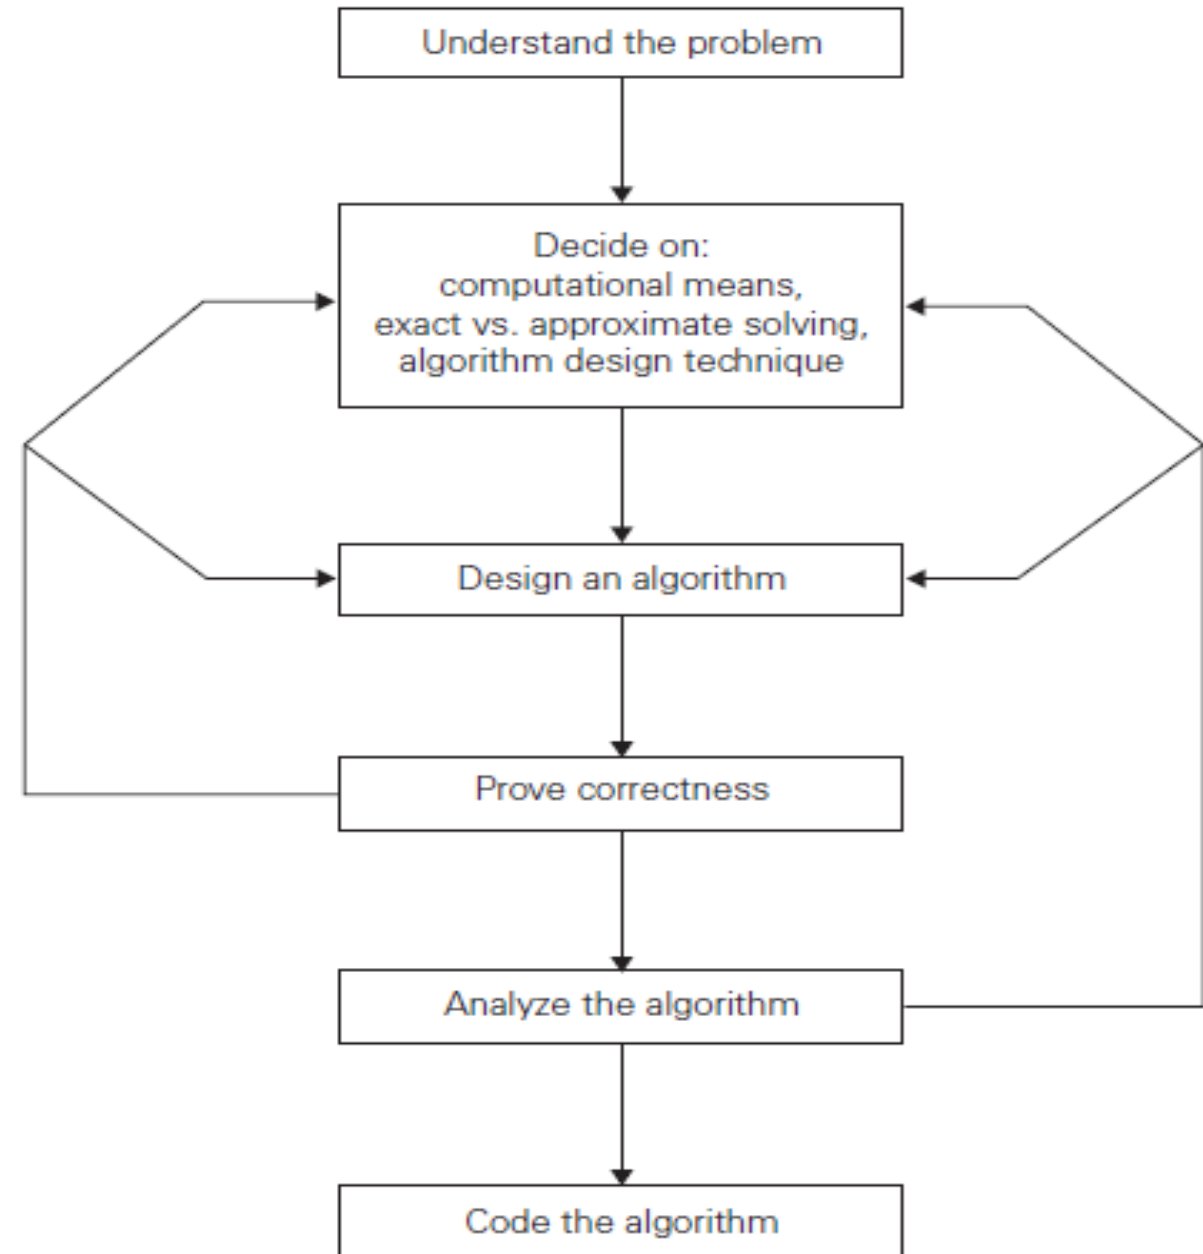 Understand the problem
Decide on:
computational means,
exact vs. approximate solving,
algorithm design technique
Design an algorithm
Prove correctness
Analyze the algorithm
Code the algorithm